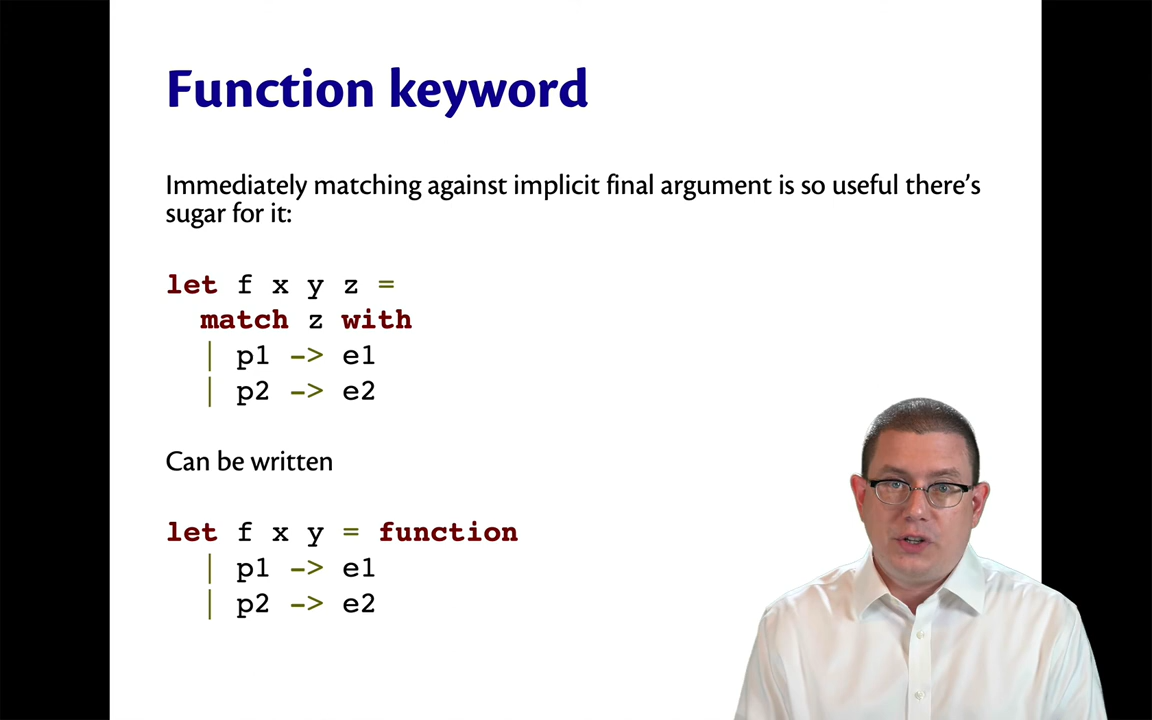 Function keyword
Immediately matching against implicit final argument is so useful there’s
sugar for it:
let f x y z =
  match z with
  | p1 -> e1
  | p2 -> e2
Can be written
let f x y = function
  | p1 -> e1
  | p2 -> e2